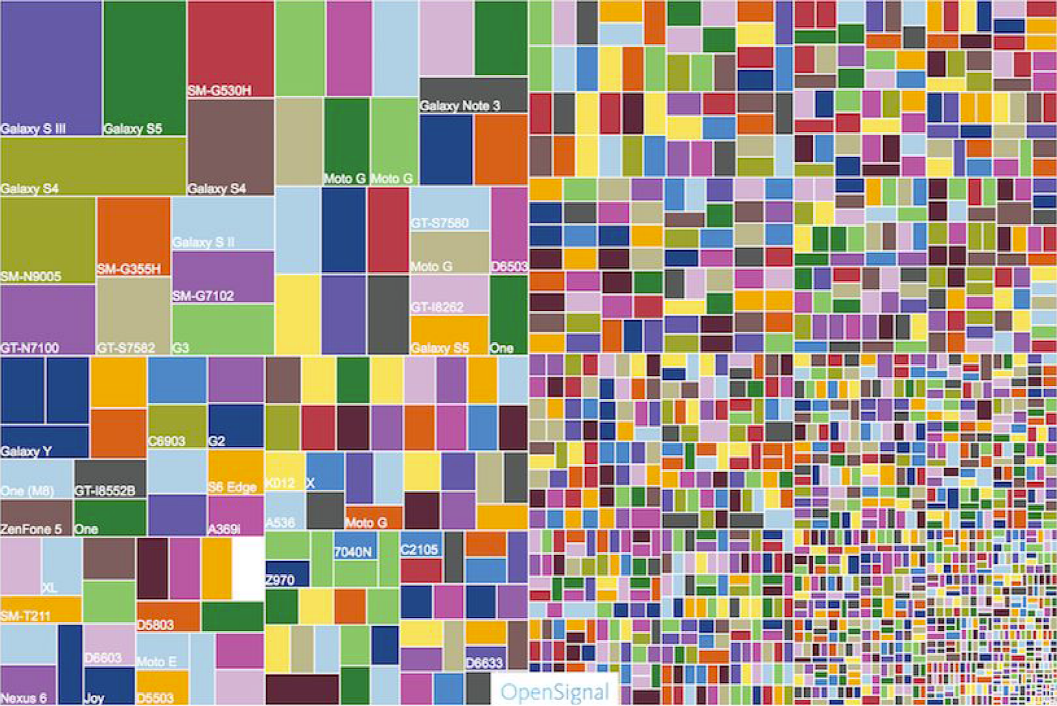 SM-G530H
Galaxy Note 3
Galaxy S III
Galaxy S5
Galaxy S4
Galaxy S4
Moto G
Moto G
GT-S7580
Galaxy S II
Moto G
D6503
SM-N9005
SM-G355H
SM-G7102
GT-I8262
GT-N7100
GT-S7582
G3
Galaxy S5
One
Galaxy Y
C6903
G2
One (M8)
GT-I8552B
S6 Edge
K012
X
ZenFone 5
One
A369i
A536
Moto G
7040N
C2105
XL
Z970
SM-T211
D5803
D6603
Moto E
D6633
Nexus 6
Joy
D5503
OpenSignal